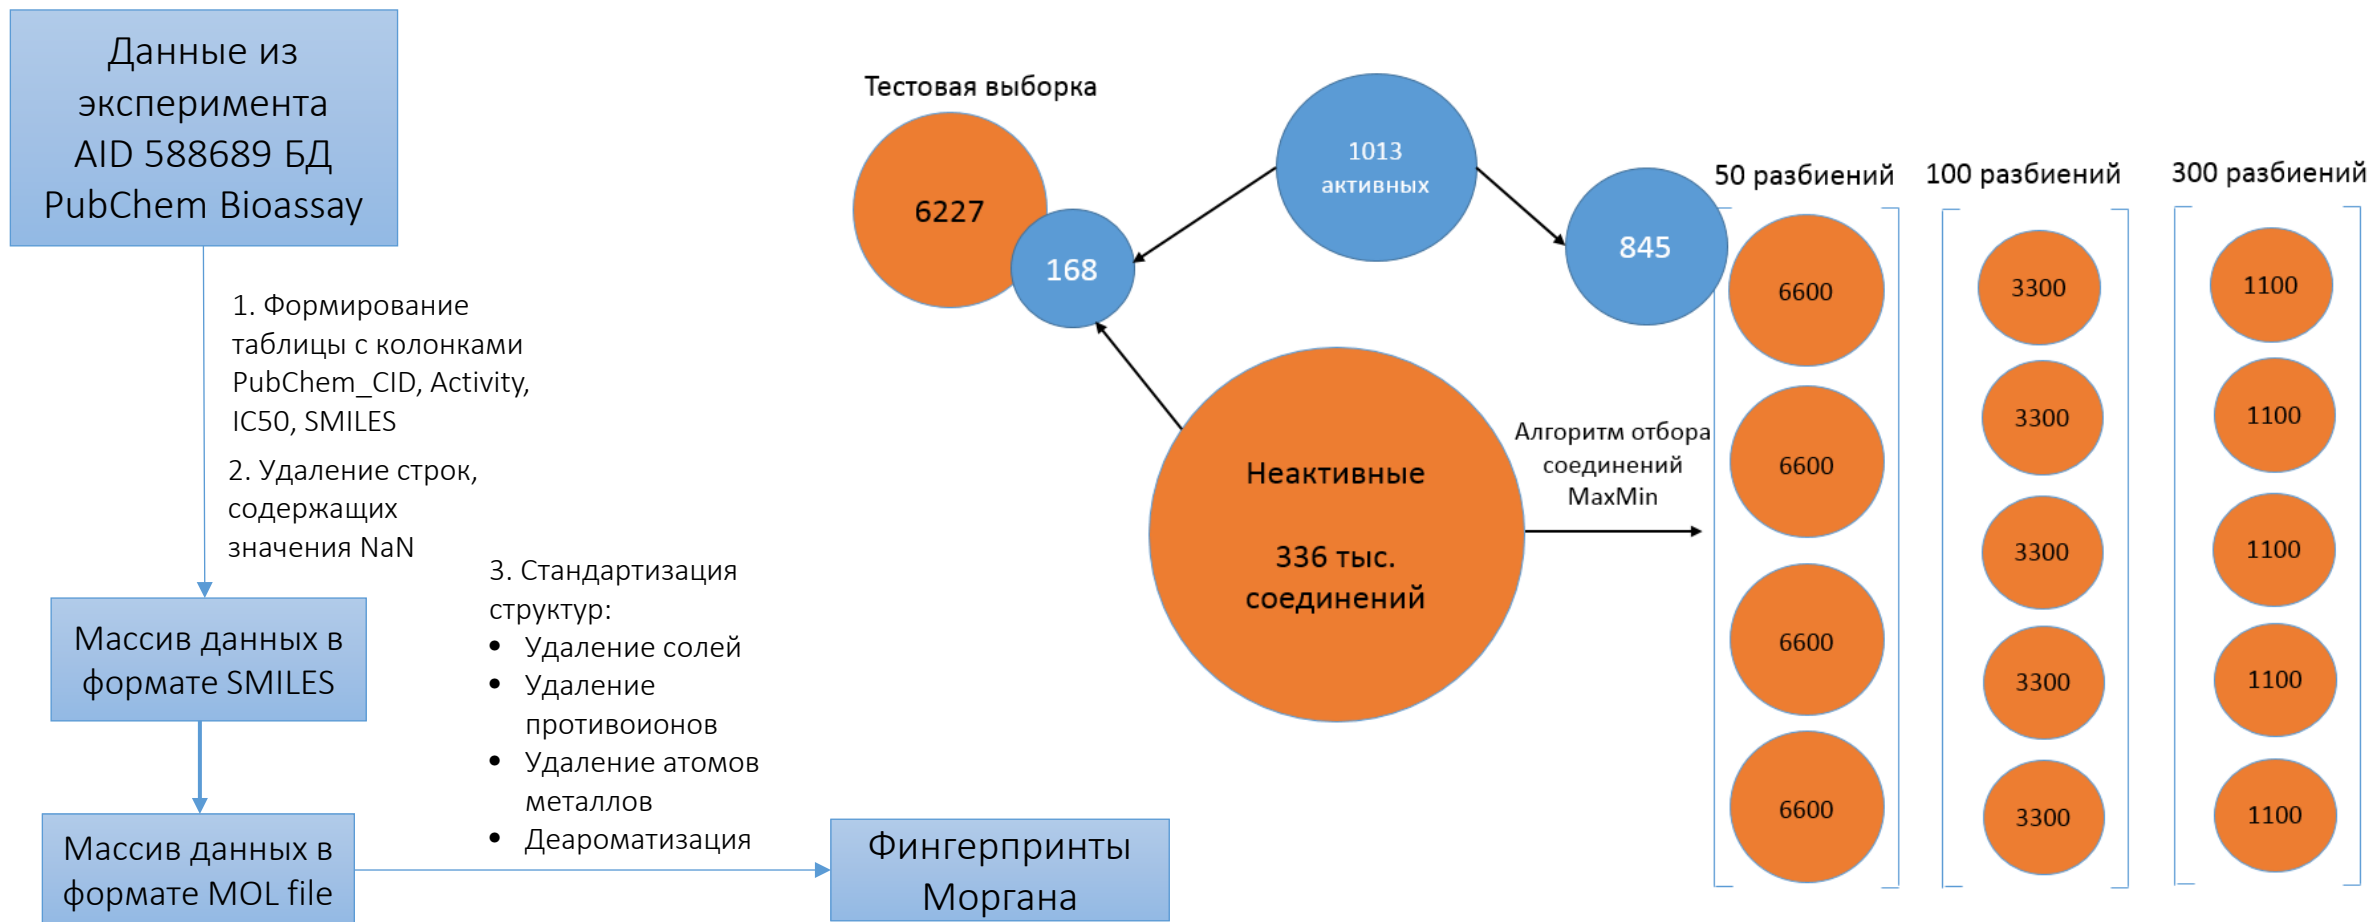 Данные из
эксперимента
AID 588689 БД
PubChem Bioassay
1. Формирование
таблицы с колонками
PubChem_CID, Activity,
IC50, SMILES
2. Удаление строк,
содержащих
значения NaN
Массив данных в
формате SMILES
Массив данных в
формате MOL file
3. Стандартизация
структур:
• Удаление солей
• Удаление
противоионов
• Удаление атомов
металлов
• Деароматизация
Фингерпринты
Моргана
Тестовая выборка
6227
168
1013
активных
845
Неактивные
336 тыс.
соединений
Алгоритм отбора
соединений
MaxMin
50 разбиений
6600
6600
6600
6600
100 разбиений
3300
3300
3300
3300
3300
300 разбиений
1100
1100
1100
1100
1100